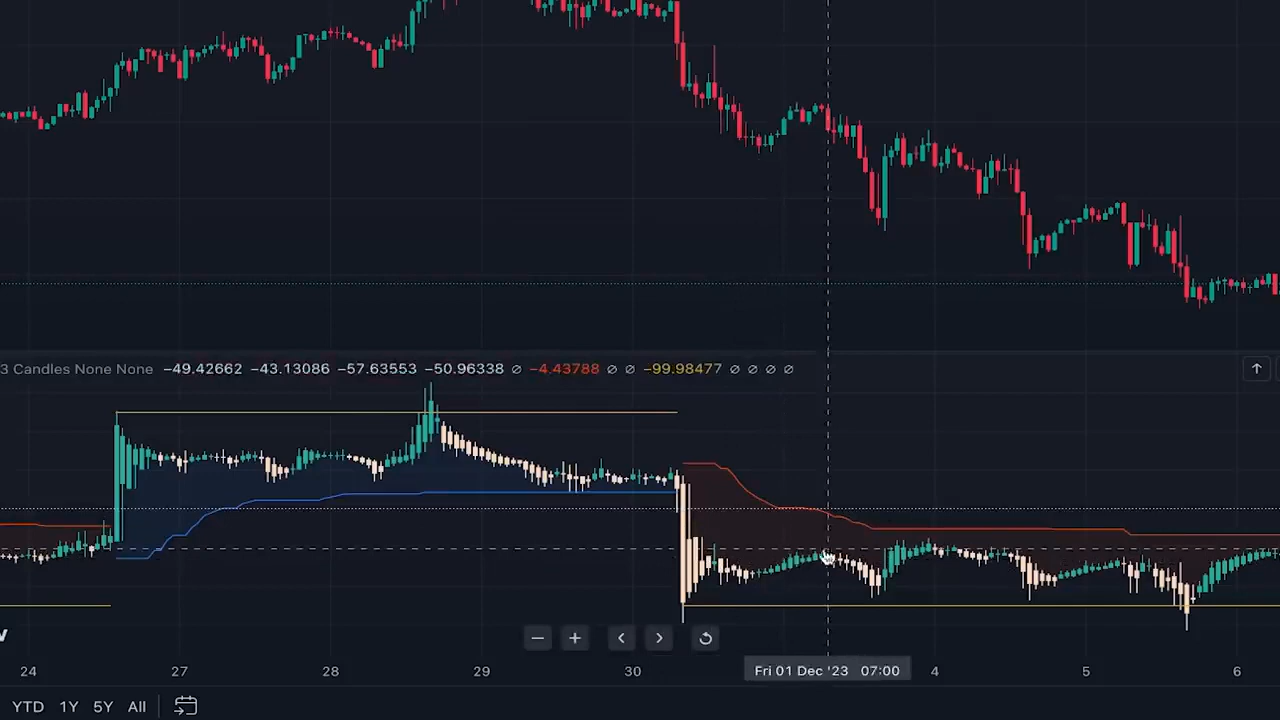 3 Candles None None −49.42662 −43.13086 −57.63553 −50.96338 ∅ −4.43788 ∅ ∅ −99.98477 ∅ ∅ ∅ ∅
24 27 28 29 30 Fri 01 Dec '23 07:00 4 5 6
YTD 1Y 5Y All